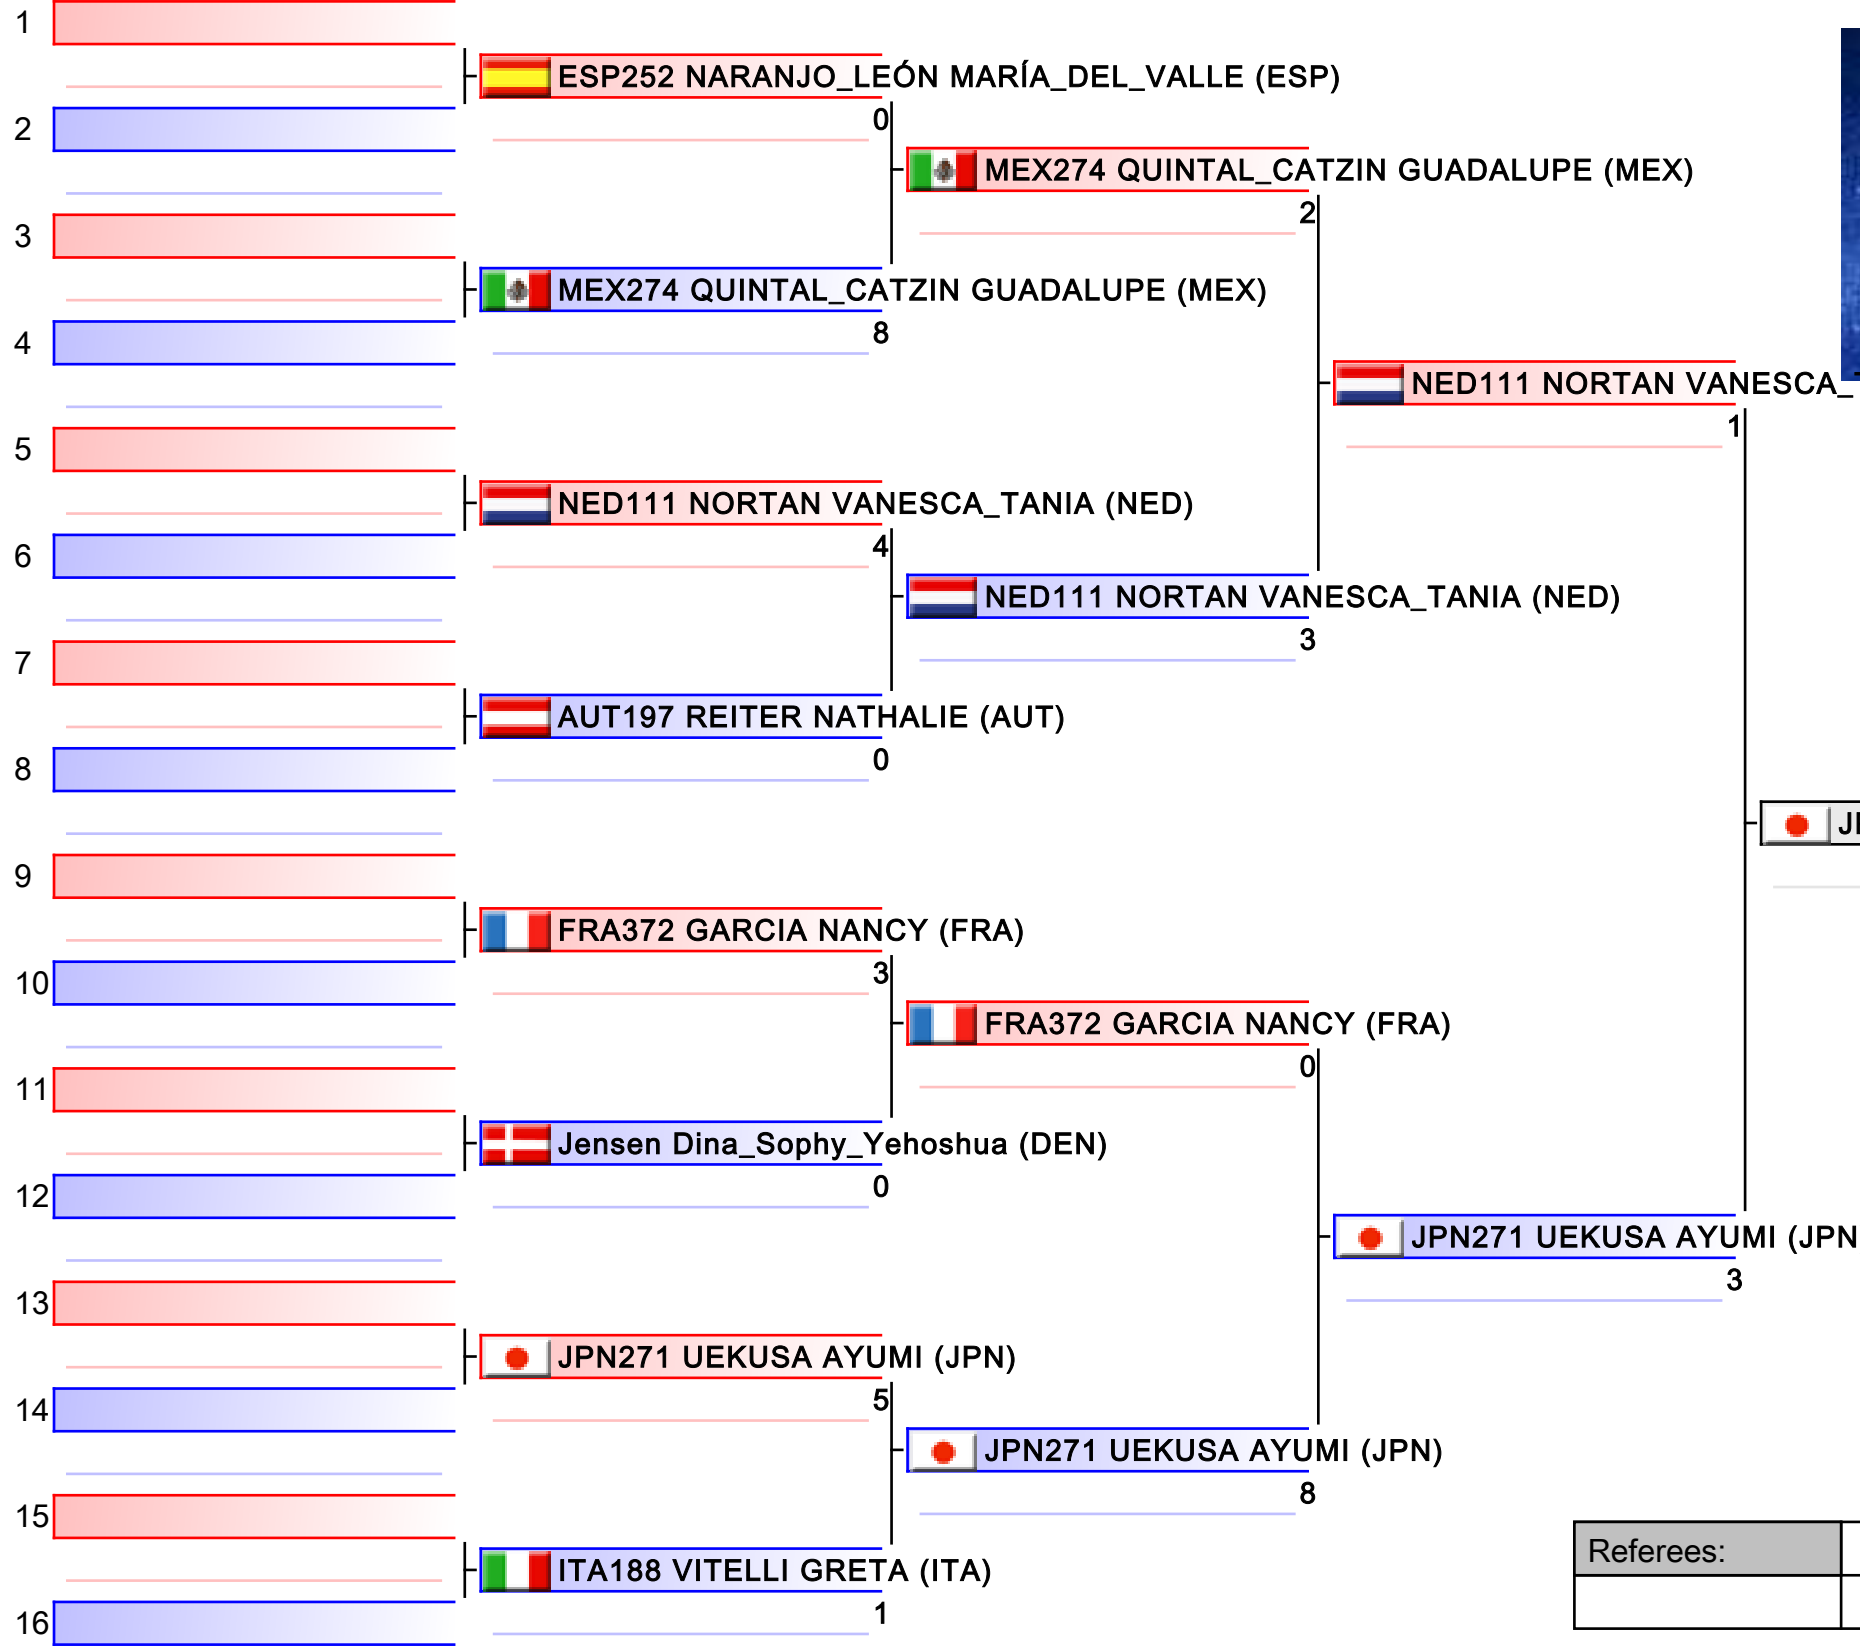 1
ESP252 NARANJO_LEÓN MARÍA_DEL_VALLE (ESP)
0
2
MEX274 QUINTAL_CATZIN GUADALUPE (MEX)
2
3
MEX274 QUINTAL_CATZIN GUADALUPE (MEX)
8
4
NED111 NORTAN VANESCA_
1
5
NED111 NORTAN VANESCA_TANIA (NED)
4
6
NED111 NORTAN VANESCA_TANIA (NED)
3
7
AUT197 REITER NATHALIE (AUT)
0
8
9
FRA372 GARCIA NANCY (FRA)
3
10
FRA372 GARCIA NANCY (FRA)
0
11
Jensen Dina_Sophy_Yehoshua (DEN)
0
12
JPN271 UEKUSA AYUMI (JPN
3
13
JPN271 UEKUSA AYUMI (JPN)
5
14
JPN271 UEKUSA AYUMI (JPN)
8
15
ITA188 VITELLI GRETA (ITA)
1
16
Referees: